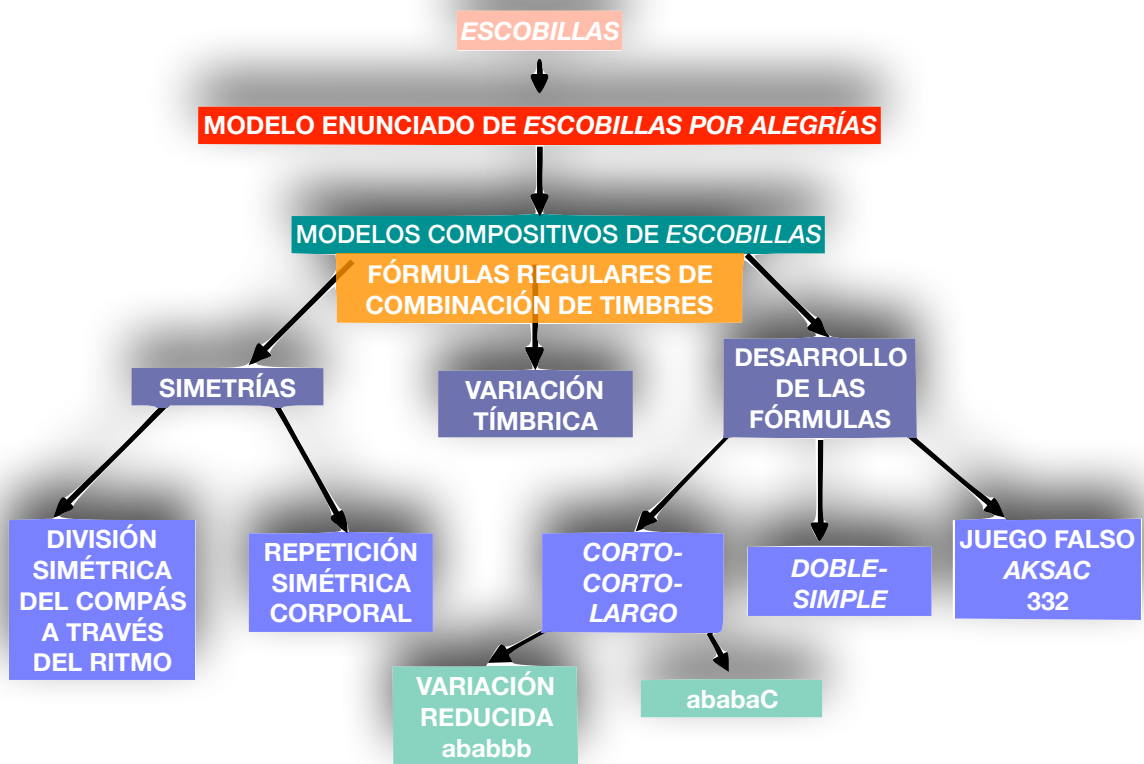 ESCOBILLAS
MODELO ENUNCIADO DE ESCOBILLAS POR ALEGRÍAS
MODELOS COMPOSITIVOS DE ESCOBILLAS
FÓRMULAS REGULARES DE
COMBINACIÓN DE TIMBRES
SIMETRÍAS
VARIACIÓN
TÍMBRICA
DESARROLLO
DE LAS
FÓRMULAS
DIVISIÓN
SIMÉTRICA
DEL COMPÁS
A TRAVÉS
DEL RITMO
REPETICIÓN
SIMÉTRICA
CORPORAL
CORTO-
CORTO-
LARGO
DOBLE-
SIMPLE
JUEGO FALSO
AKSAC
332
VARIACIÓN
REDUCIDA
ababbb
ababaC